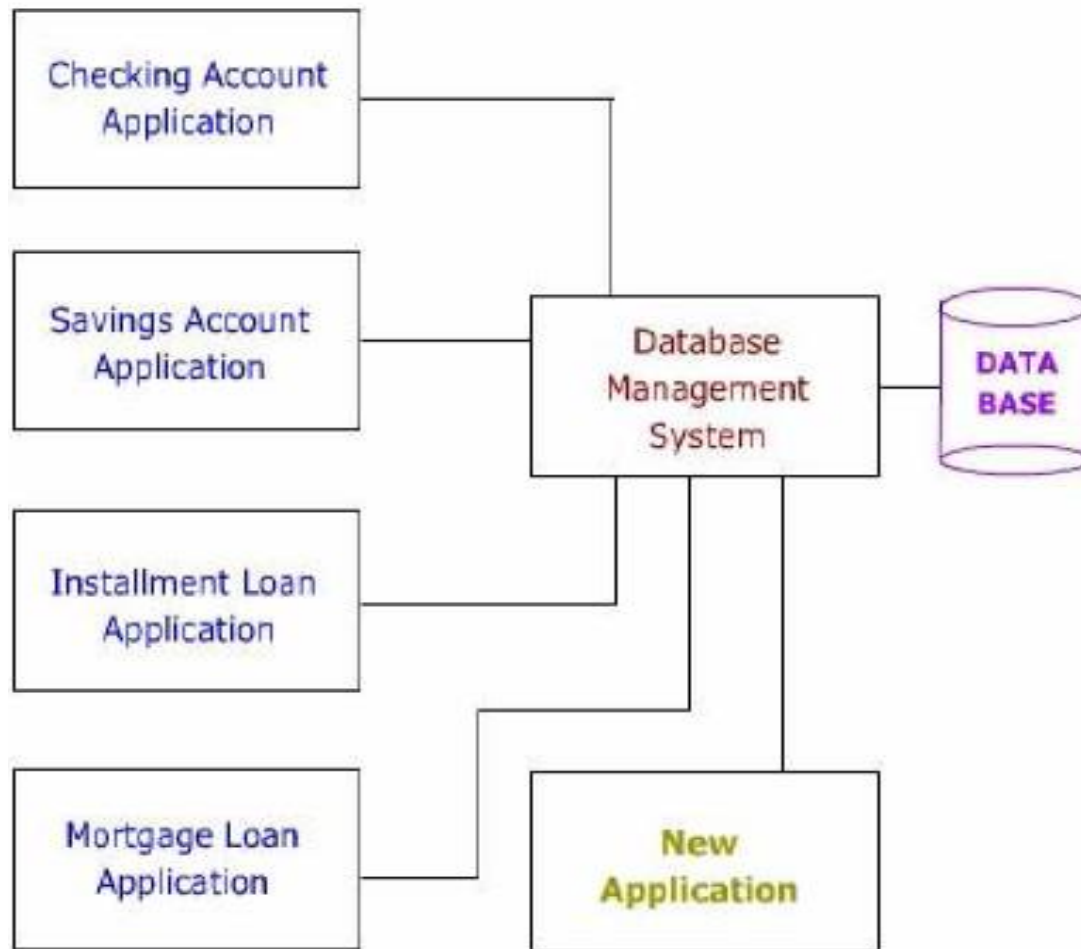 Checking Account
Application
Savings Account
Application
Database
Management
System
DATA
BASE
Installment Loan
Application
Mortgage Loan
Application
New
Application